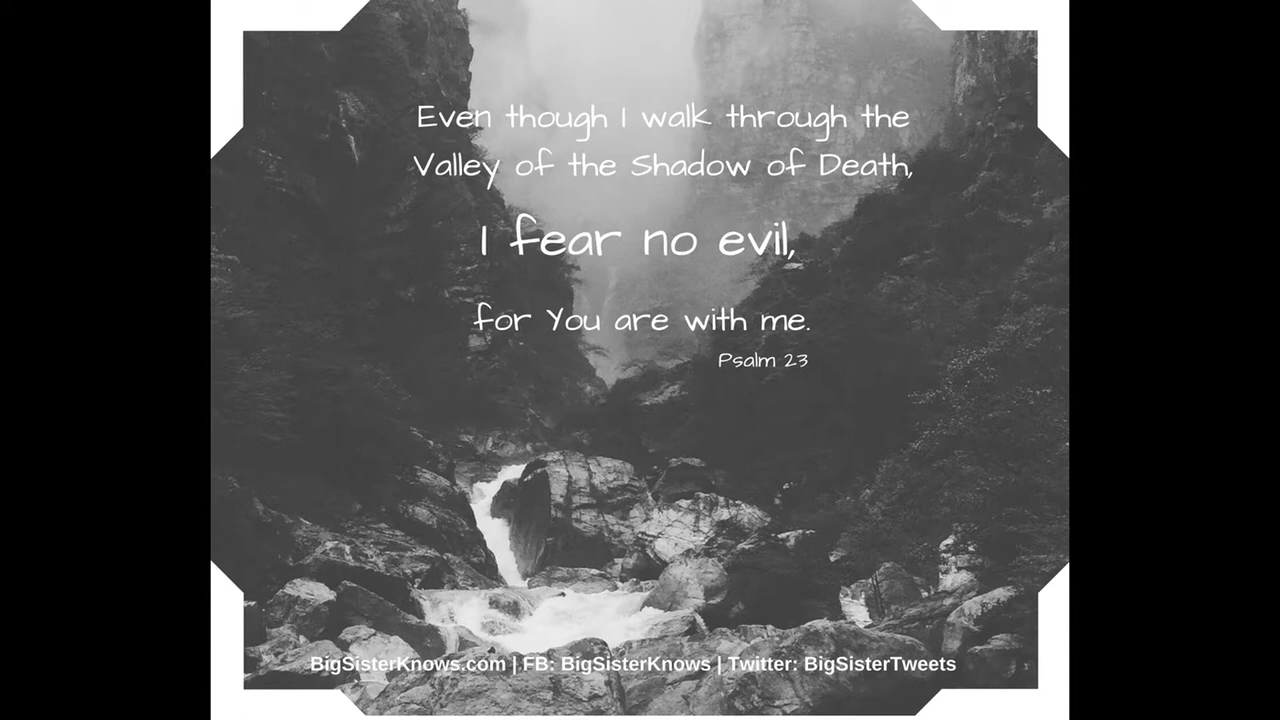 Even though I walk through the
Valley of the Shadow of Death,
I fear no evil,
for You are with me.
Psalm 23
BigSisterKnows.com | FB: BigSisterKnows | Twitter: BigSisterTweets